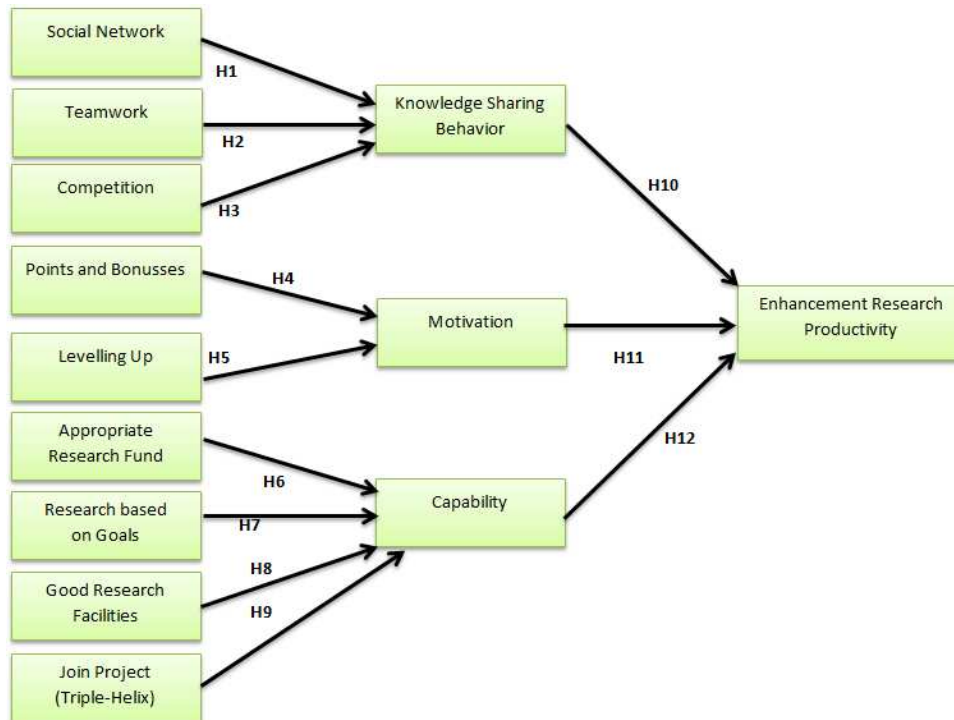 Social Network
H1
Teamwork
H2
Competition
H3
Knowledge Sharing
Behavior
H10
Points and Bonusses
H4
Levelling Up
H5
Motivation
H11
Enhancement Research
Productivity
Appropriate
Research Fund
H6
Research based
on Goals
H7
Good Research
Facilities
H8
Join Project
(Triple-Helix)
H9
Capability
H12